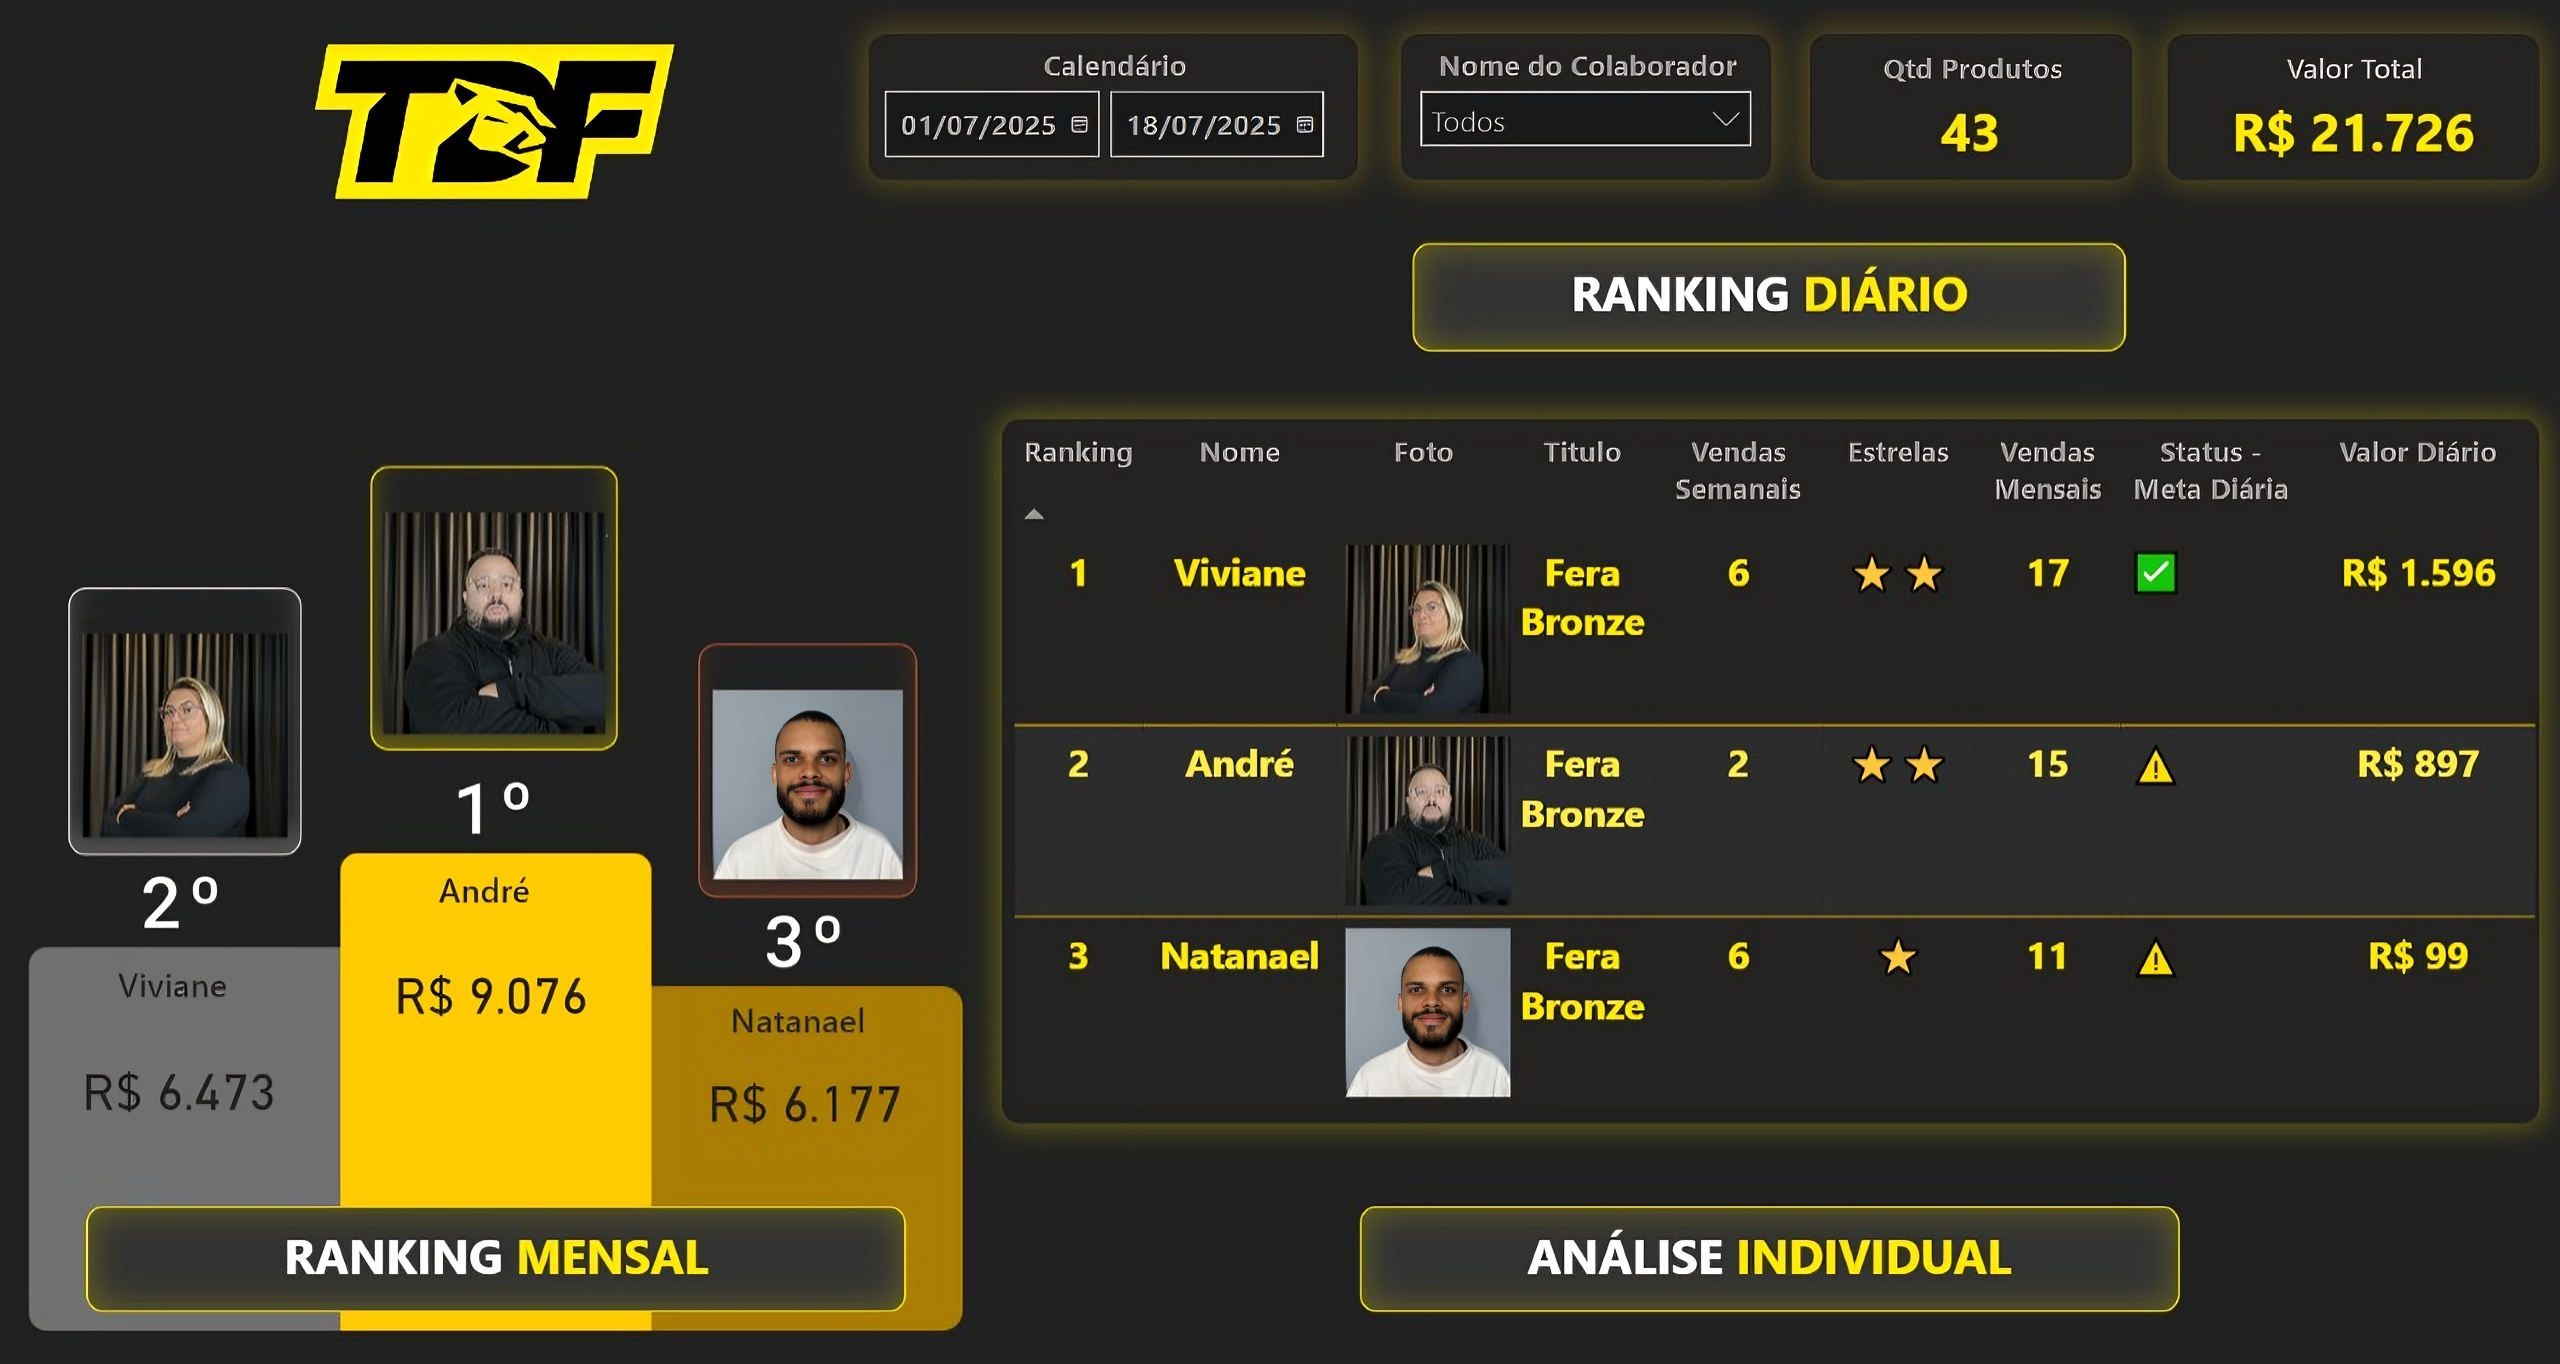 TBF
Calendário
01/07/2025 18/07/2025
Nome do Colaborador
Todos
Qtd Produtos
43
Valor Total
R$ 21.726
RANKING DIÁRIO
Ranking Nome Foto Titulo Vendas Semanais Estrelas Vendas Mensais Status - Meta Diária Valor Diário
1 Viviane Fera Bronze 6 17 R$ 1.596
2 André Fera Bronze 2 15 R$ 897
3 Natanael Fera Bronze 6 11 R$ 99
1º
André
R$ 9.076
2º
Viviane
R$ 6.473
3º
Natanael
R$ 6.177
RANKING MENSAL
ANÁLISE INDIVIDUAL